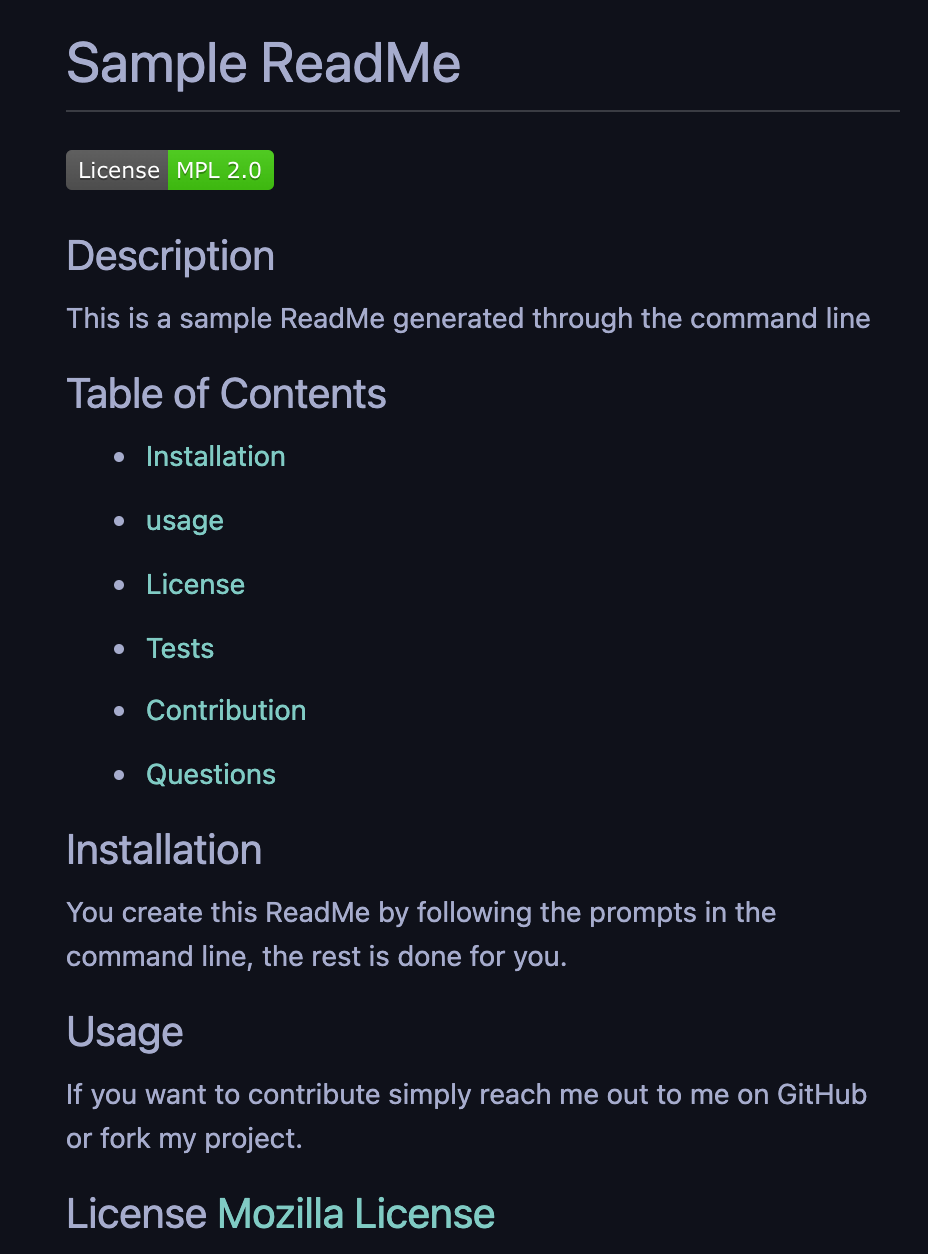 Sample ReadMe
License MPL 2.0
Description
This is a sample ReadMe generated through the command line
Table of Contents
Installation
usage
License
Tests
Contribution
Questions
Installation
You create this ReadMe by following the prompts in the
command line, the rest is done for you.
Usage
If you want to contribute simply reach me out to me on GitHub
or fork my project.
License Mozilla License